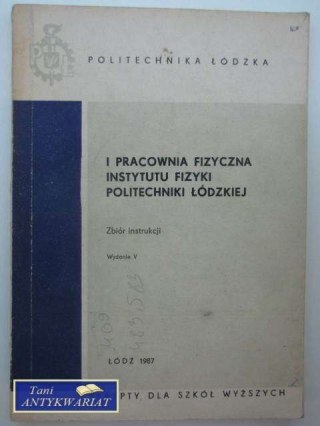 POLITECHNIKA ŁÓDZKA
I PRACOWNIA FIZYCZNA
INSTYTUTU FIZYKI
POLITECHNIKI ŁÓDZKIEJ
Zbiór instrukcji
Wydanie V
ŁÓDŹ 1987
PTY DLA SZKÓŁ WYŻSZYCH
Tani
ANTYKWARIAT